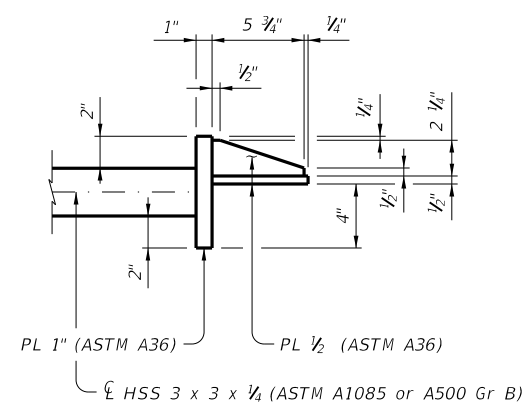 1" 5 3/4" 1/4"
1/2"
2"
1/4"
2 1/4"
4"
1/2"
1/2"
2"
PL 1" (ASTM A36)
PL 1/2 (ASTM A36)
℄ HSS 3 x 3 x 1/4 (ASTM A1085 or A500 Gr B)